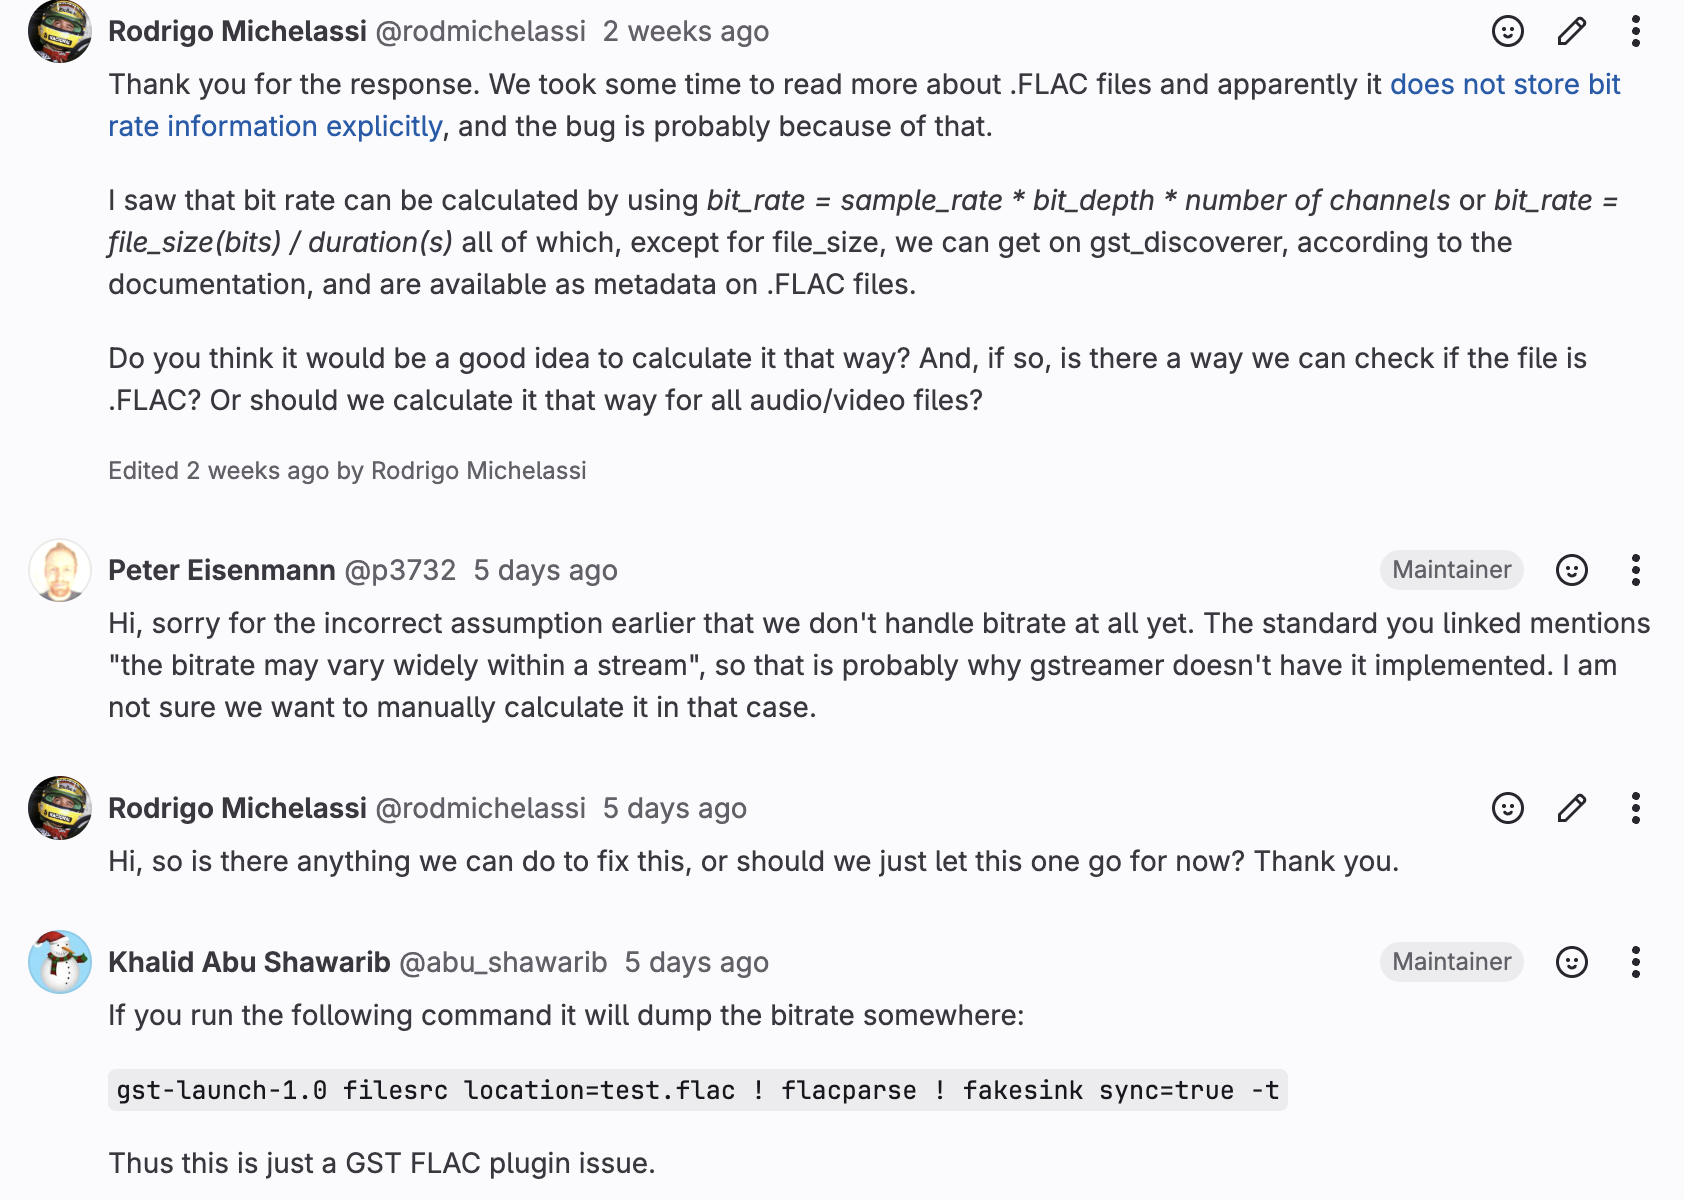 Rodrigo Michelassi @rodmichelassi 2 weeks ago
Thank you for the response. We took some time to read more about .FLAC files and apparently it does not store bit
rate information explicitly, and the bug is probably because of that.
I saw that bit rate can be calculated by using bit_rate = sample_rate * bit_depth * number of channels or bit_rate =
file_size(bits) / duration(s) all of which, except for file_size, we can get on gst_discoverer, according to the
documentation, and are available as metadata on .FLAC files.
Do you think it would be a good idea to calculate it that way? And, if so, is there a way we can check if the file is
.FLAC? Or should we calculate it that way for all audio/video files?
Edited 2 weeks ago by Rodrigo Michelassi
Peter Eisenmann @p3732 5 days ago Maintainer
Hi, sorry for the incorrect assumption earlier that we don't handle bitrate at all yet. The standard you linked mentions
"the bitrate may vary widely within a stream", so that is probably why gstreamer doesn't have it implemented. I am
not sure we want to manually calculate it in that case.
Rodrigo Michelassi @rodmichelassi 5 days ago
Hi, so is there anything we can do to fix this, or should we just let this one go for now? Thank you.
Khalid Abu Shawarib @abu_shawarib 5 days ago Maintainer
If you run the following command it will dump the bitrate somewhere:
gst-launch-1.0 filesrc location=test.flac ! flacparse ! fakesink sync=true -t
Thus this is just a GST FLAC plugin issue.